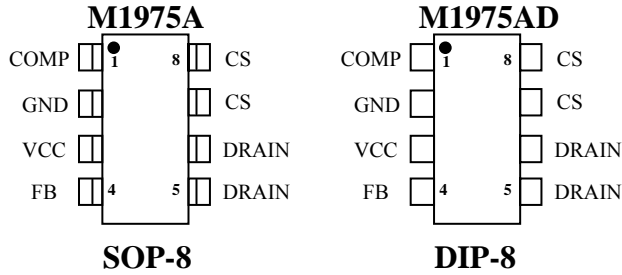 M1975A M1975AD
COMP 1 8 CS COMP 1 8 CS
GND CS GND CS
VCC DRAIN VCC DRAIN
FB 4 5 DRAIN FB 4 5 DRAIN
SOP-8 DIP-8